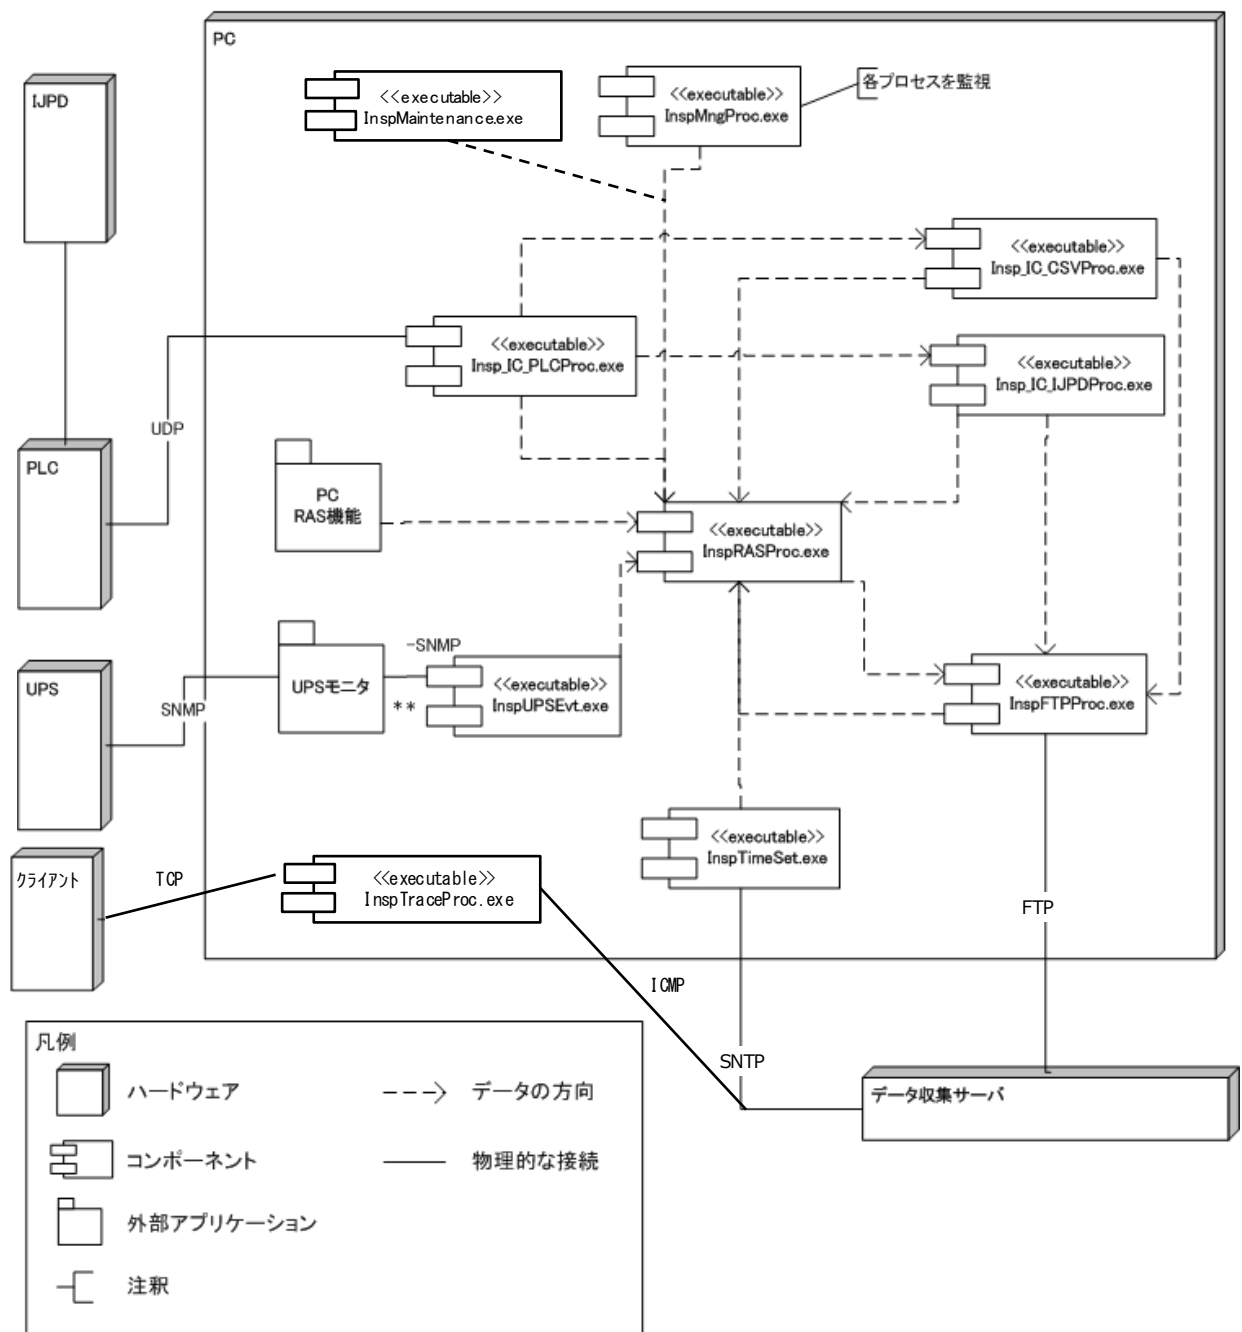 PC
IJPD
<<executable>>
InspMaintenance.exe
<<executable>>
InspMngProc.exe
各プロセスを監視
<<executable>>
Insp_IC_CSVProc.exe
<<executable>>
Insp_IC_PLCProc.exe
<<executable>>
Insp_IC_IJPDProc.exe
UDP
PLC
PC
RAS機能
<<executable>>
InspRASProc.exe
UPS
SNMP
UPSモニタ
-SNMP
**
<<executable>>
InspUPSEvt.exe
<<executable>>
InspFTPProc.exe
<<executable>>
InspTimeSet.exe
クライアント
TCP
<<executable>>
InspTraceProc.exe
FTP
ICMP
SNTP
データ収集サーバ
凡例
ハードウェア
データの方向
コンポーネント
物理的な接続
外部アプリケーション
注釈